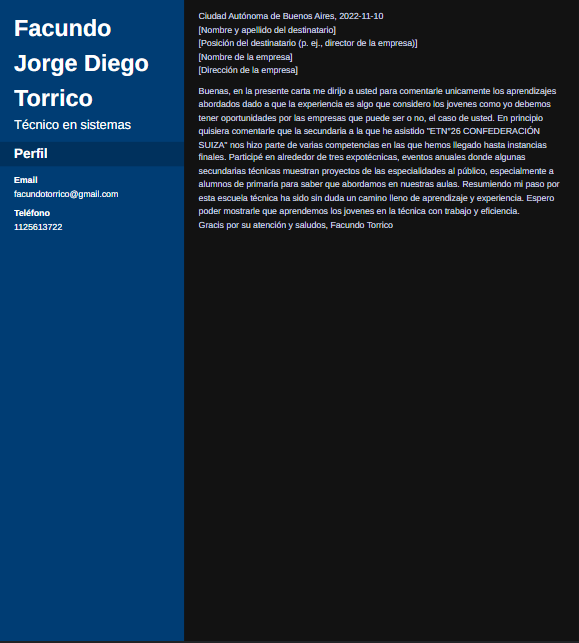 Facundo
Jorge Diego
Torrico
Técnico en sistemas
Perfil
Email
facundotorrico@gmail.com
Teléfono
1125613722
Ciudad Autónoma de Buenos Aires, 2022-11-10
[Nombre y apellido del destinatario]
[Posición del destinatario (p. ej., director de la empresa)]
[Nombre de la empresa]
[Dirección de la empresa]
Buenas, en la presente carta me dirijo a usted para comentarle unicamente los aprendizajes
abordados dado a que la experiencia es algo que considero los jovenes como yo debemos
tener oportunidades por las empresas que puede ser o no, el caso de usted. En principio
quisiera comentarle que la secundaria a la que he asistido "ETN°26 CONFEDERACIÓN
SUIZA" nos hizo parte de varias competencias en las que hemos llegado hasta instancias
finales. Participé en alrededor de tres expotécnicas, eventos anuales donde algunas
secundarias técnicas muestran proyectos de las especialidades al público, especialmente a
alumnos de primaria para saber que abordamos en nuestras aulas. Resumiendo mi paso por
esta escuela técnica ha sido sin duda un camino lleno de aprendizaje y experiencia. Espero
poder mostrarle que aprendemos los jovenes en la técnica con trabajo y eficiencia.
Gracis por su atención y saludos, Facundo Torrico